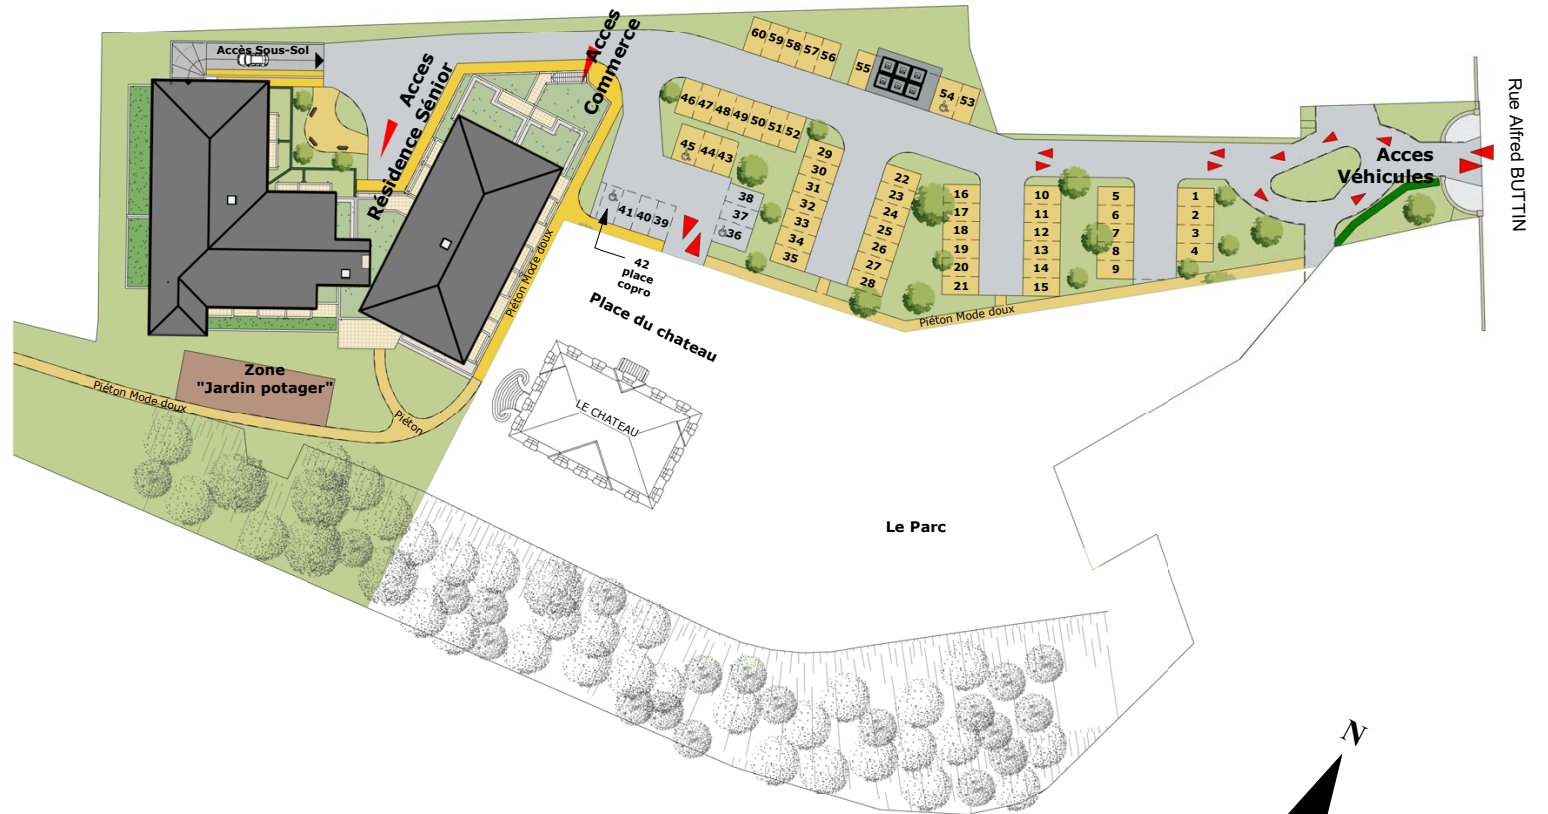 Accès Sous-Sol
Acces
Résidence Sénior
Acces
Commerce
60 59 58 57 56
55
54 53
46 47 48 49 50 51 52
45 44 43
29
30
31
32
33
34
35
22
23
24
25
26
27
28
16
17
18
19
20
21
10
11
12
13
14
15
5
6
7
8
9
1
2
3
4
38
37
36
41 40 39
42
place
copro
Acces
Véhicules
Rue Alfred BUTTIN
Piéton Mode doux
Piéton Mode doux
Place du chateau
LE CHATEAU
Zone
"Jardin potager"
Piéton Mode doux
Piéton
Le Parc
N